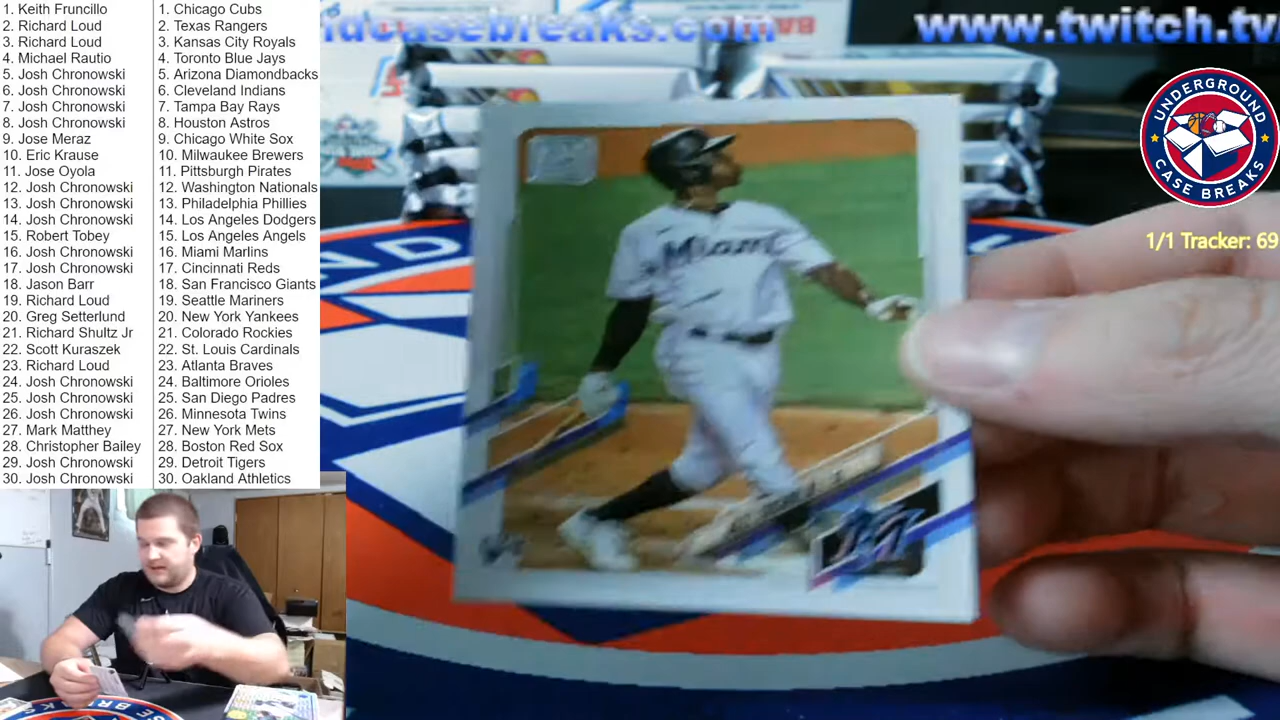 1. Keith Fruncillo
2. Richard Loud
3. Richard Loud
4. Michael Rautio
5. Josh Chronowski
6. Josh Chronowski
7. Josh Chronowski
8. Josh Chronowski
9. Jose Meraz
10. Eric Krause
11. Jose Oyola
12. Josh Chronowski
13. Josh Chronowski
14. Josh Chronowski
15. Robert Tobey
16. Josh Chronowski
17. Josh Chronowski
18. Jason Barr
19. Richard Loud
20. Greg Setterlund
21. Richard Shultz Jr
22. Scott Kuraszek
23. Richard Loud
24. Josh Chronowski
25. Josh Chronowski
26. Josh Chronowski
27. Mark Matthey
28. Christopher Bailey
29. Josh Chronowski
30. Josh Chronowski
1. Chicago Cubs
2. Texas Rangers
3. Kansas City Royals
4. Toronto Blue Jays
5. Arizona Diamondbacks
6. Cleveland Indians
7. Tampa Bay Rays
8. Houston Astros
9. Chicago White Sox
10. Milwaukee Brewers
11. Pittsburgh Pirates
12. Washington Nationals
13. Philadelphia Phillies
14. Los Angeles Dodgers
15. Los Angeles Angels
16. Miami Marlins
17. Cincinnati Reds
18. San Francisco Giants
19. Seattle Mariners
20. New York Yankees
21. Colorado Rockies
22. St. Louis Cardinals
23. Atlanta Braves
24. Baltimore Orioles
25. San Diego Padres
26. Minnesota Twins
27. New York Mets
28. Boston Red Sox
29. Detroit Tigers
30. Oakland Athletics
idcasebreaks.com
www.twitch.tv/
UNDERGROUND
CASE BREAKS
1/1 Tracker: 69
Miami